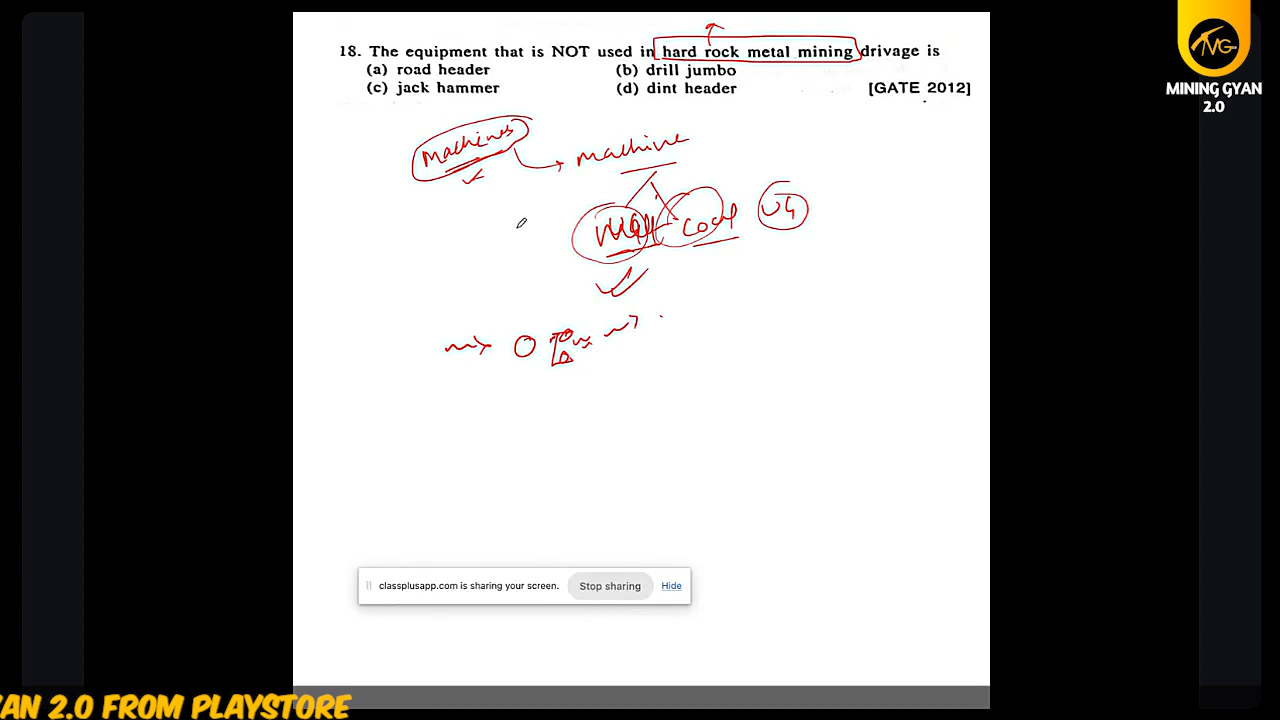 18. The equipment that is NOT used in hard rock metal mining drivage is
(a) road header (b) drill jumbo
(c) jack hammer (d) dint header [GATE 2012]
TMG
MINING GYAN
2.0
machines
machine
coal UG
classplusapp.com is sharing your screen. Stop sharing Hide
AN 2.0 FROM PLAYSTORE